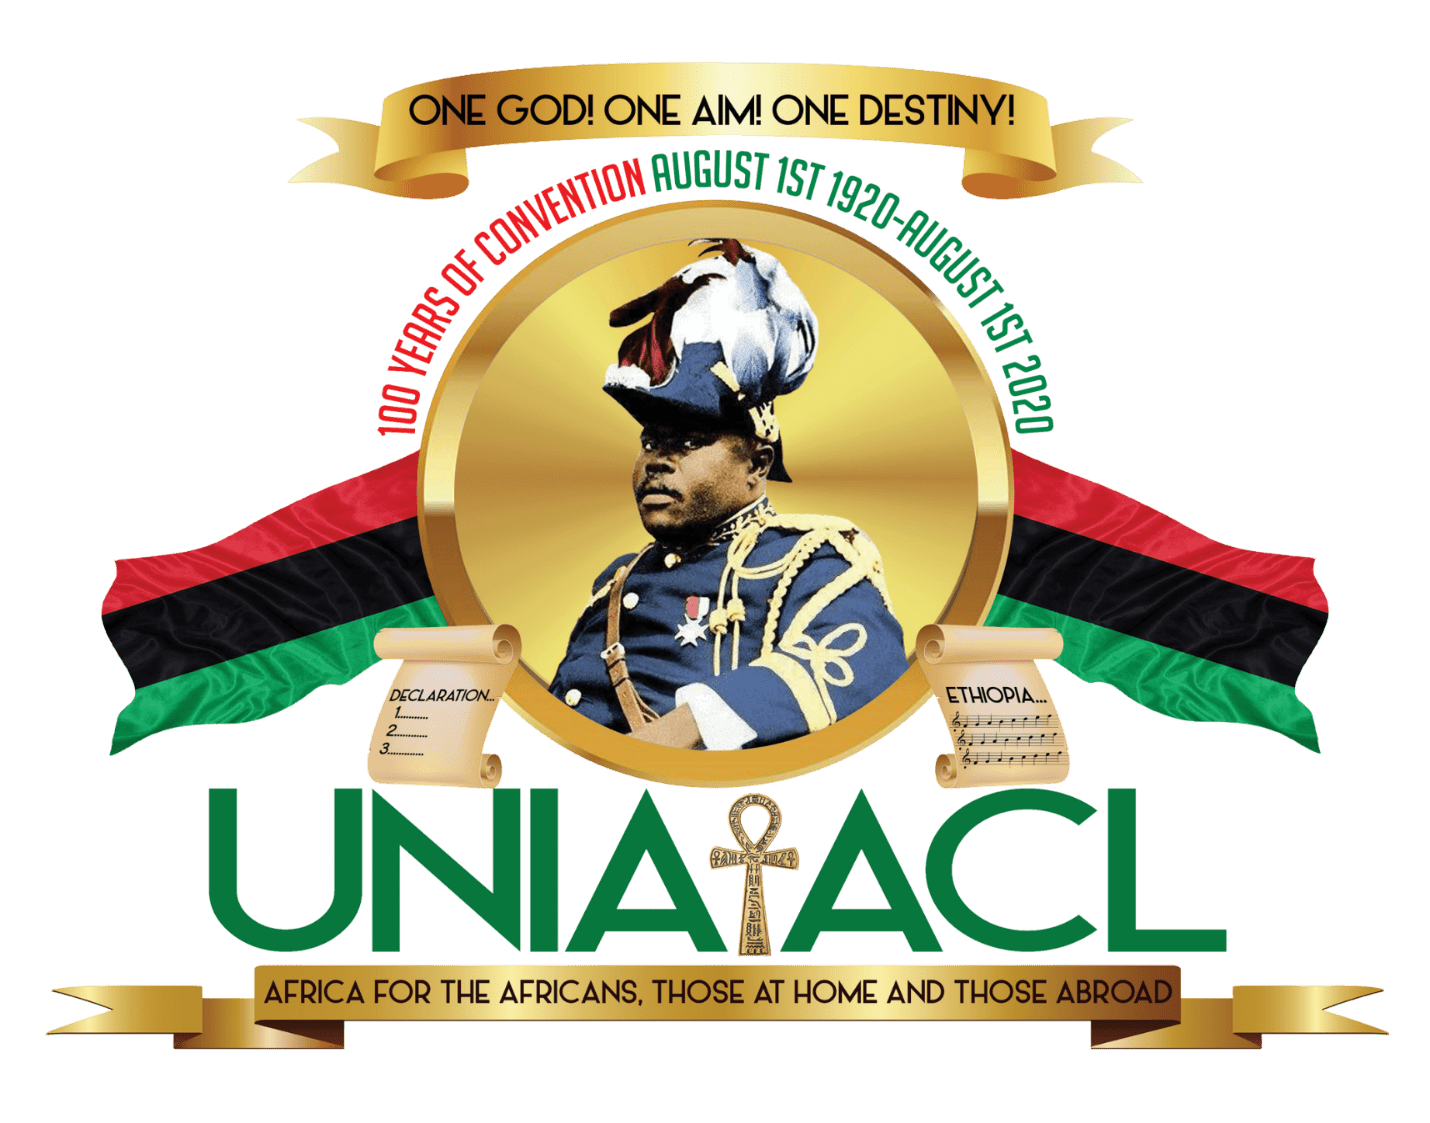 ONE GOD! ONE AIM! ONE DESTINY!
100 YEARS OF CONVENTION AUGUST 1ST 1920-AUGUST 1ST 2020
DECLARATION...
1...........
2............
3.............
ETHIOPIA...
UNIA ACL
AFRICA FOR THE AFRICANS, THOSE AT HOME AND THOSE ABROAD